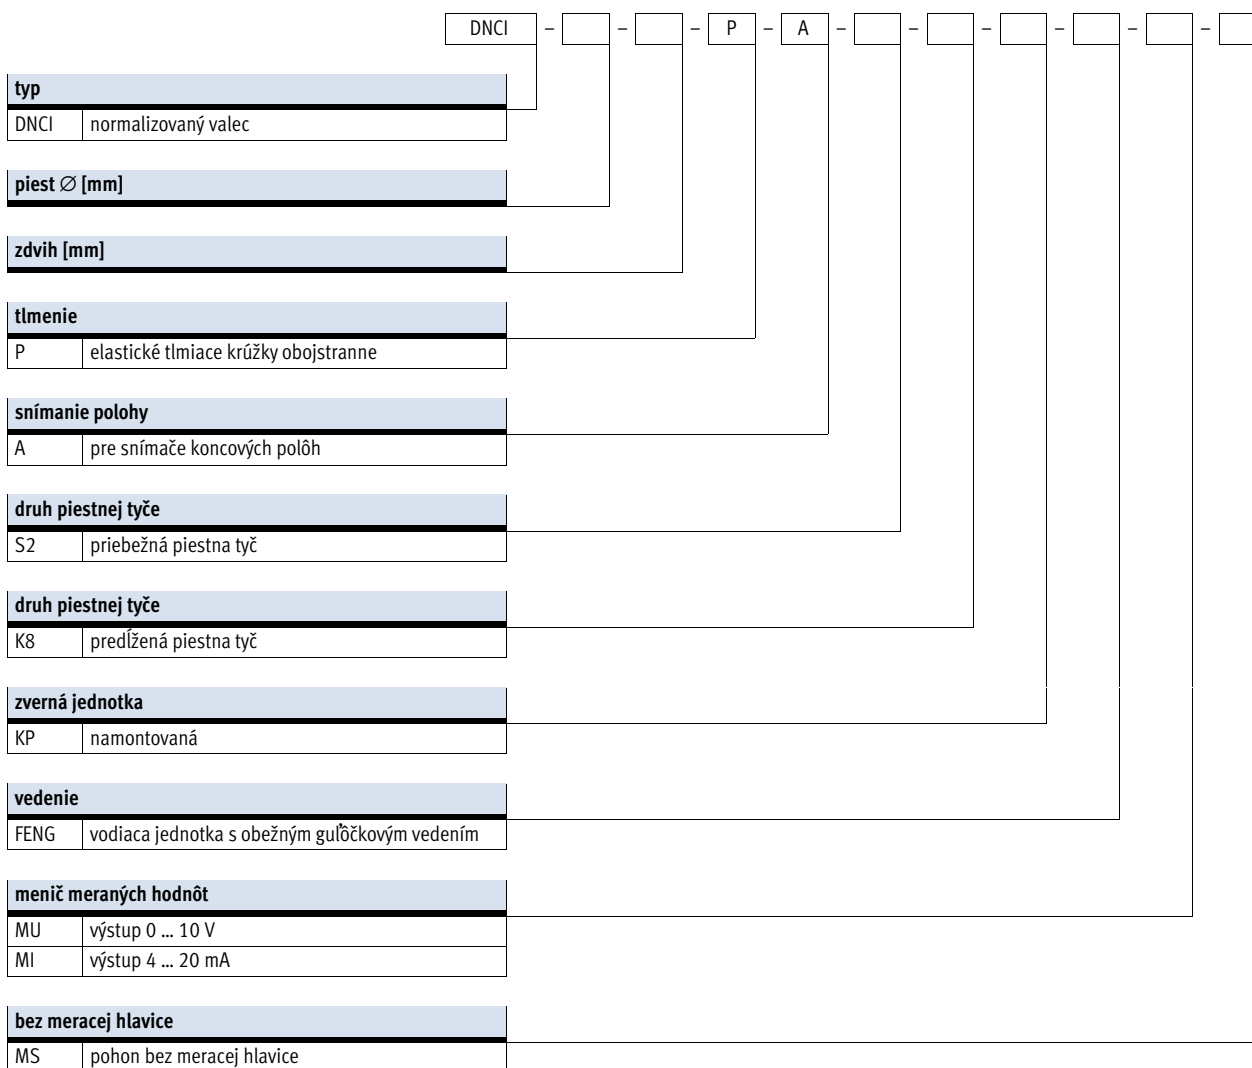 DNCI – – – P – A – – – – – –
typ
DNCI normalizovaný valec
piest ∅ [mm]
zdvih [mm]
tlmenie
P elastické tlmiace krúžky obojstranne
snímanie polohy
A pre snímače koncových polôh
druh piestnej tyče
S2 priebežná piestna tyč
druh piestnej tyče
K8 predĺžená piestna tyč
zverná jednotka
KP namontovaná
vedenie
FENG vodiaca jednotka s obežným guľôčkovým vedením
menič meraných hodnôt
MU výstup 0 ... 10 V
MI výstup 4 ... 20 mA
bez meracej hlavice
MS pohon bez meracej hlavice